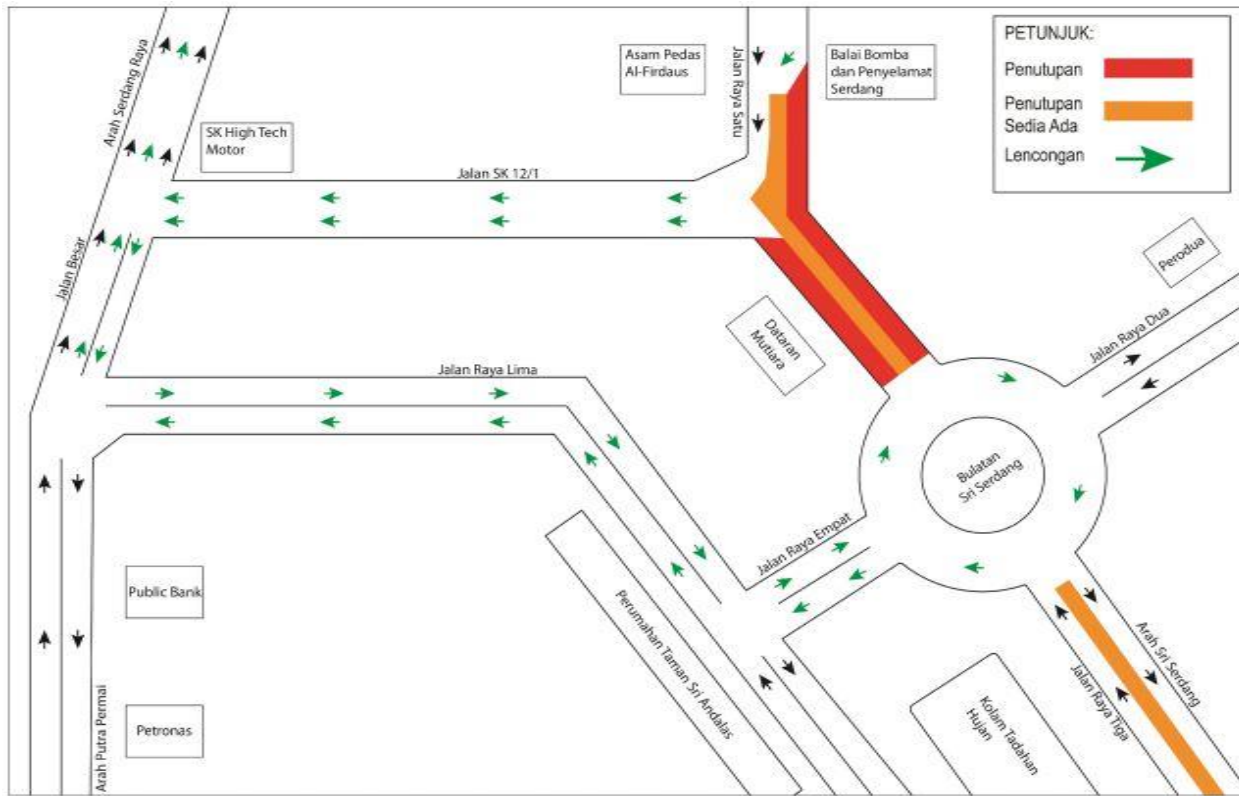 Arah Serdang Raya
SK High Tech
Motor
Asam Pedas
Al-Firdaus
Jalan Raya Satu
Balai Bomba
dan Penyelamat
Serdang
PETUNJUK:
Penutupan
Penutupan
Sedia Ada
Lencongan
Jalan SK 12/1
Jalan Besar
Perodua
Dataran
Mutiara
Jalan Raya Dua
Jalan Raya Lima
Bulatan
Sri Serdang
Jalan Raya Empat
Public Bank
Perumahan Taman Sri Andalas
Arah Sri Serdang
Jalan Raya Tiga
Kolam Tadahan
Hujan
Arah Putra Permai
Petronas